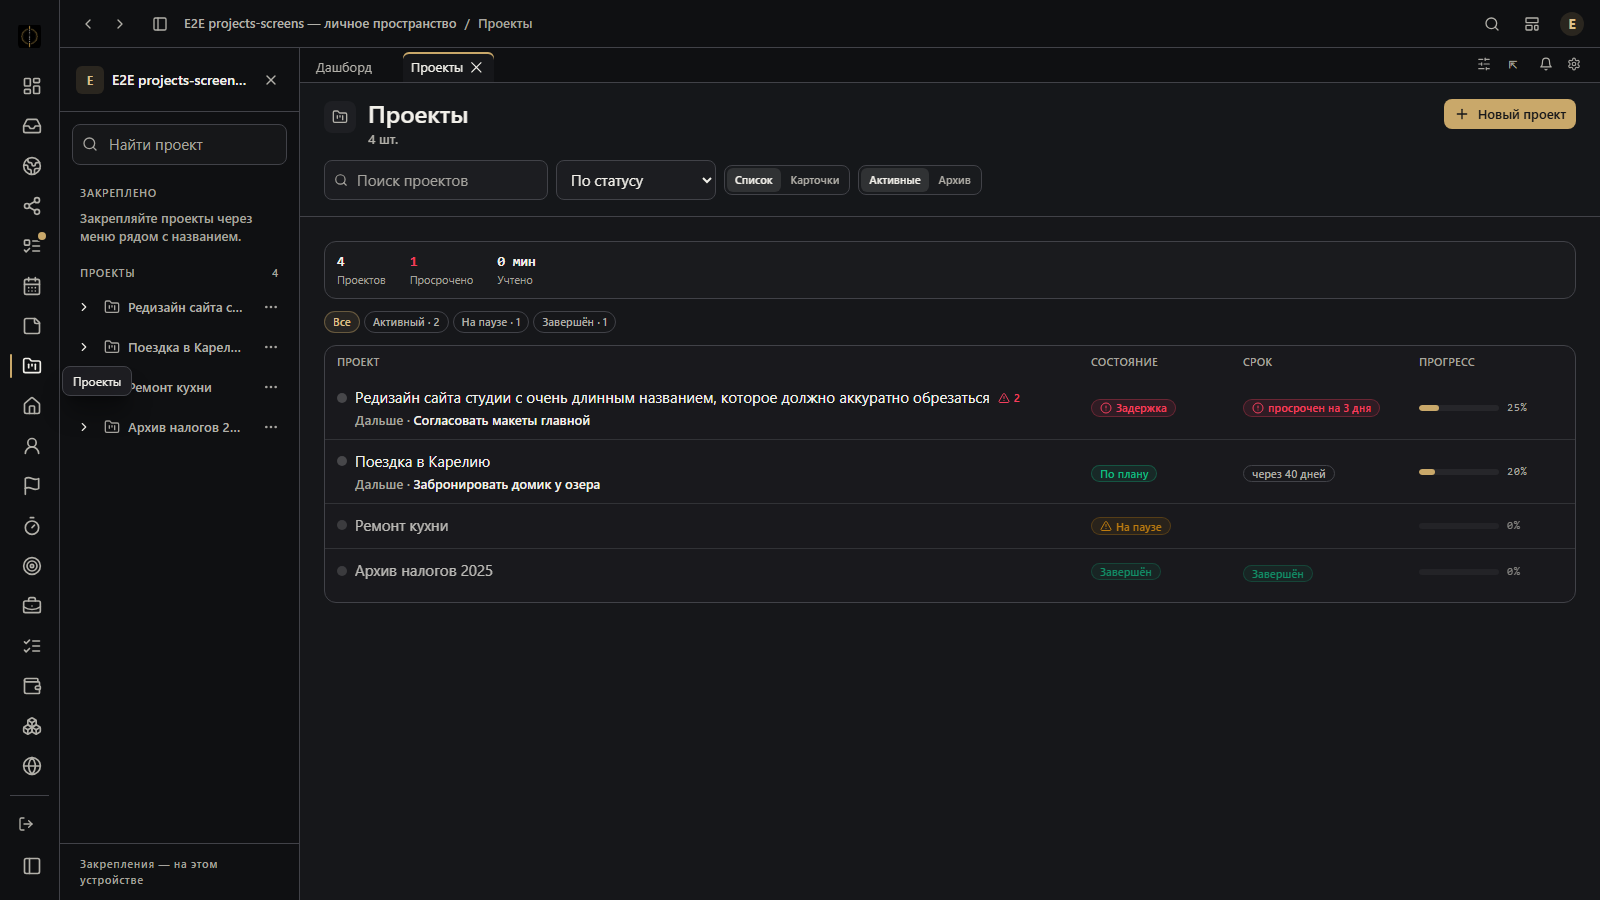 E2E projects-screens — личное пространство / Проекты
E
E
E2E projects-screen...
Найти проект
ЗАКРЕПЛЕНО
Закрепляйте проекты через
меню рядом с названием.
ПРОЕКТЫ 4
Редизайн сайта с...
Поездка в Карел...
Ремонт кухни
Проекты
Архив налогов 2...
Закрепления — на этом
устройстве
Дашборд
Проекты
Проекты
4 шт.
Новый проект
Поиск проектов
По статусу
Список Карточки
Активные Архив
4 1 0 мин
Проектов Просрочено Учтено
Все Активный · 2 На паузе · 1 Завершён · 1
ПРОЕКТ СОСТОЯНИЕ СРОК ПРОГРЕСС
Редизайн сайта студии с очень длинным названием, которое должно аккуратно обрезаться 2
Дальше · Согласовать макеты главной
Задержка просрочен на 3 дня 25%
Поездка в Карелию
Дальше · Забронировать домик у озера
По плану через 40 дней 20%
Ремонт кухни На паузе 0%
Архив налогов 2025 Завершён Завершён 0%